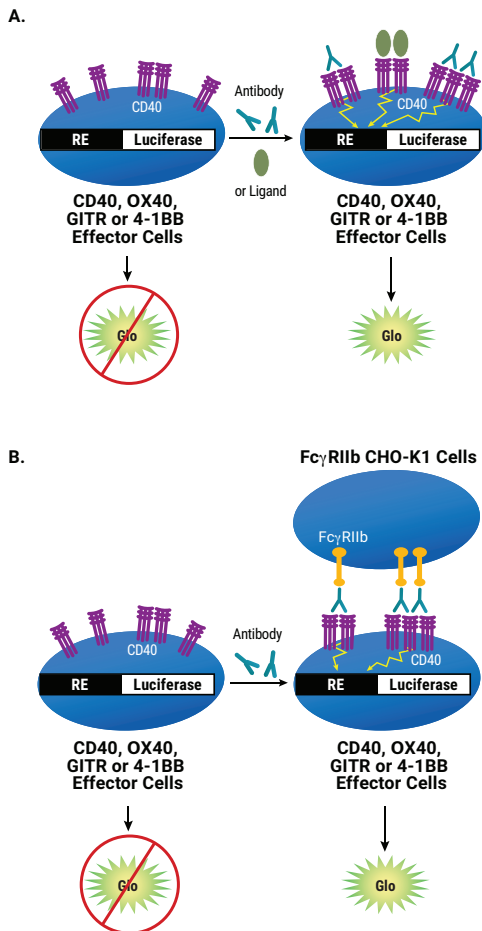 A.
CD40
RE
Luciferase
CD40, OX40,
GITR or 4-1BB
Effector Cells
Glo
Antibody
or Ligand
CD40
RE
Luciferase
CD40, OX40,
GITR or 4-1BB
Effector Cells
Glo
B.
FcγRIIb CHO-K1 Cells
FcγRIIb
CD40
RE
Luciferase
CD40, OX40,
GITR or 4-1BB
Effector Cells
Glo
Antibody
CD40
RE
Luciferase
CD40, OX40,
GITR or 4-1BB
Effector Cells
Glo